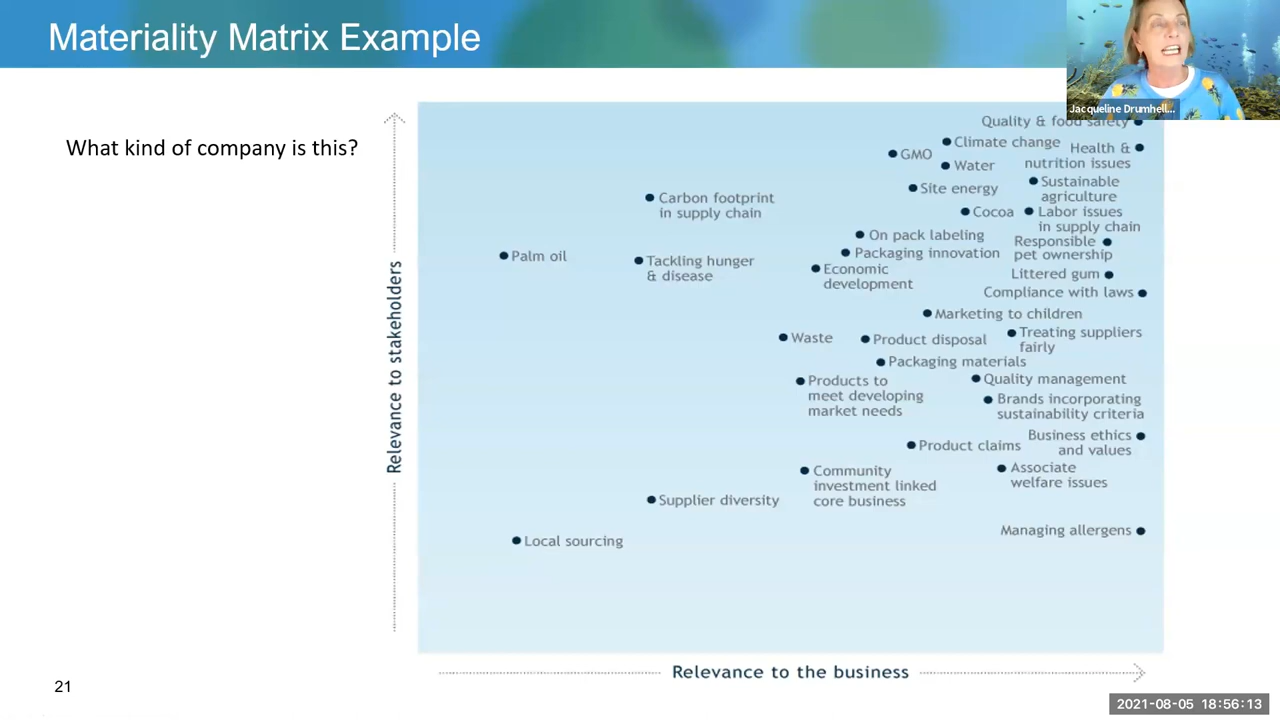 Materiality Matrix Example
Jacqueline Drumhell...
What kind of company is this?
Relevance to stakeholders
Quality & food safety
Climate change
Health &
nutrition issues
GMO
Water
Site energy
Sustainable
agriculture
Carbon footprint
in supply chain
Cocoa
Labor issues
in supply chain
On pack labeling
Responsible
pet ownership
Packaging innovation
Palm oil
Tackling hunger
& disease
Economic
development
Littered gum
Compliance with laws
Marketing to children
Waste
Product disposal
Treating suppliers
fairly
Packaging materials
Products to
meet developing
market needs
Quality management
Brands incorporating
sustainability criteria
Business ethics
and values
Product claims
Community
investment linked
core business
Associate
welfare issues
Supplier diversity
Managing allergens
Local sourcing
Relevance to the business
21
2021-08-05 18:56:13